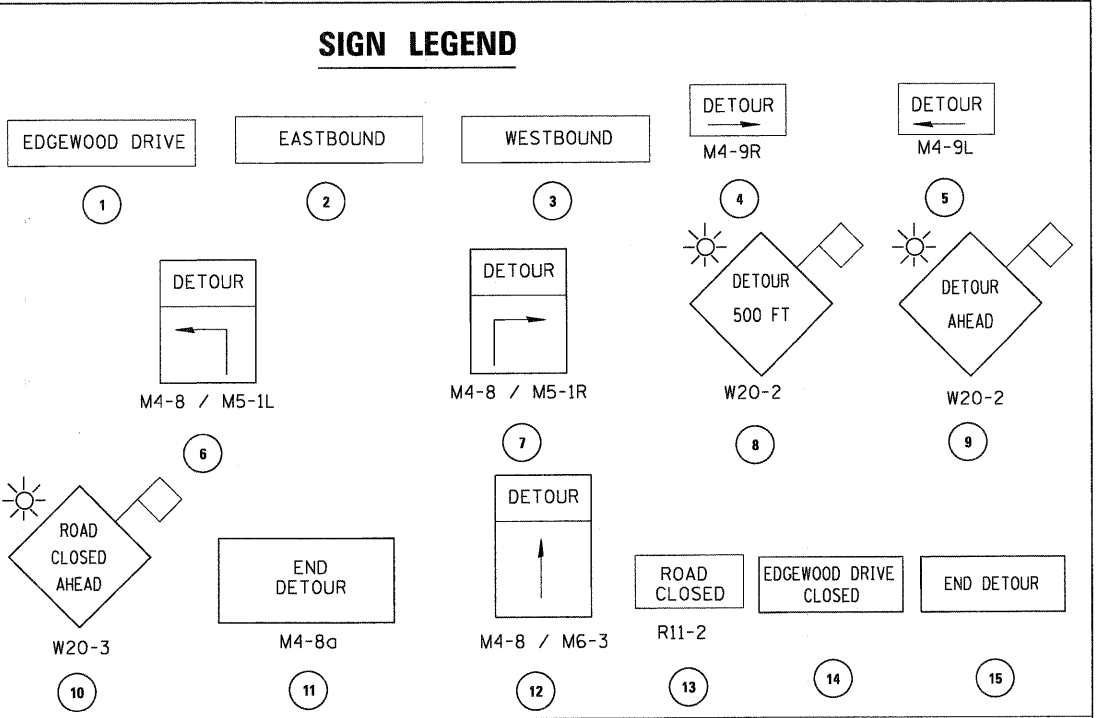 SIGN LEGEND
EDGEWOOD DRIVE
1
EASTBOUND
2
WESTBOUND
3
DETOUR
M4-9R
4
DETOUR
M4-9L
5
DETOUR
M4-8 / M5-1L
6
DETOUR
M4-8 / M5-1R
7
DETOUR
500 FT
W20-2
8
DETOUR
AHEAD
W20-2
9
ROAD
CLOSED
AHEAD
W20-3
10
END
DETOUR
M4-8a
11
DETOUR
M4-8 / M6-3
12
ROAD
CLOSED
R11-2
13
EDGEWOOD DRIVE
CLOSED
14
END DETOUR
15